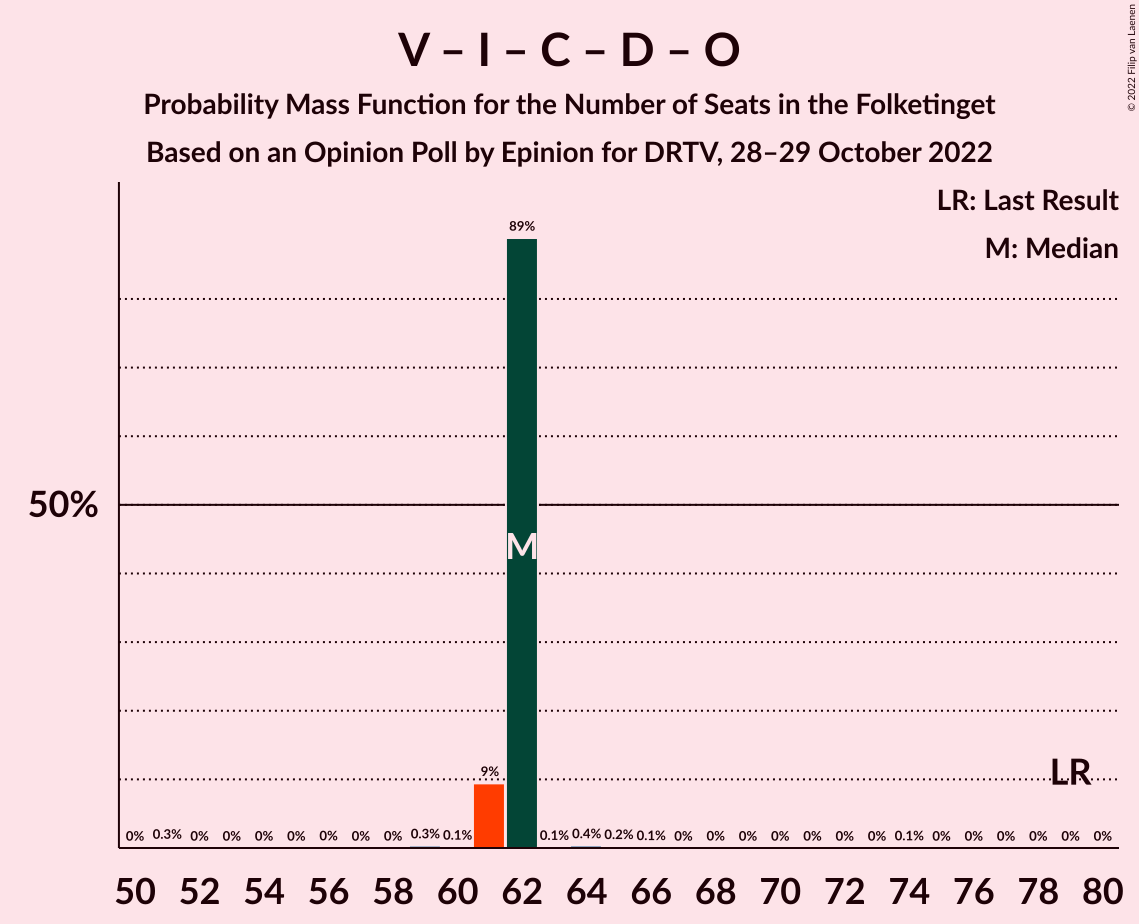 V – I – C – D – O
Probability Mass Function for the Number of Seats in the Folketinget
Based on an Opinion Poll by Epinion for DRTV, 28–29 October 2022
© 2022 Filip van Laenen
LR: Last Result
M: Median
89%
50%
M
LR
9%
0% 0.3% 0% 0% 0% 0% 0% 0% 0% 0.3% 0.1% 0.1% 0.4% 0.2% 0.1% 0% 0% 0% 0% 0% 0% 0% 0.1% 0% 0% 0% 0% 0% 0%
50 52 54 56 58 60 62 64 66 68 70 72 74 76 78 80